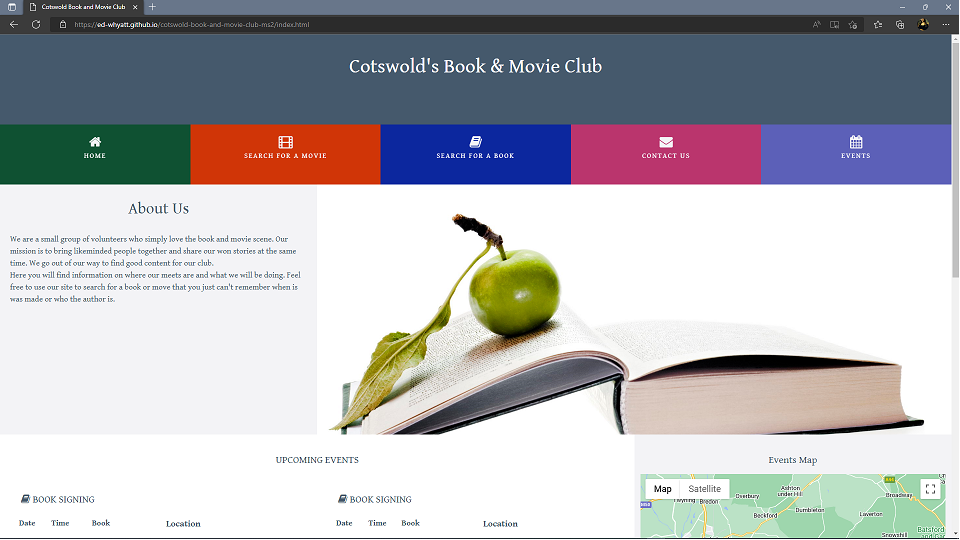 Cotswold Book and Movie Club
https://ed-whyatt.github.io/cotswold-book-and-movie-club-ms2/index.html
Cotswold's Book & Movie Club
HOME
SEARCH FOR A MOVIE
SEARCH FOR A BOOK
CONTACT US
EVENTS
About Us
We are a small group of volunteers who simply love the book and movie scene. Our
mission is to bring likeminded people together and share our won stories at the same
time. We go out of our way to find good content for our club.
Here you will find information on where our meets are and what we will be doing. Feel
free to use our site to search for a book or move that you just can't remember when is
was made or who the author is.
UPCOMING EVENTS
Events Map
BOOK SIGNING
BOOK SIGNING
Date Time Book Location
Date Time Book Location
Map Satellite
Bredon
Overbury
Ashton
under Hill
Broadway
Beckford
Dumbleton
Laverton
Snowshill
Batsford